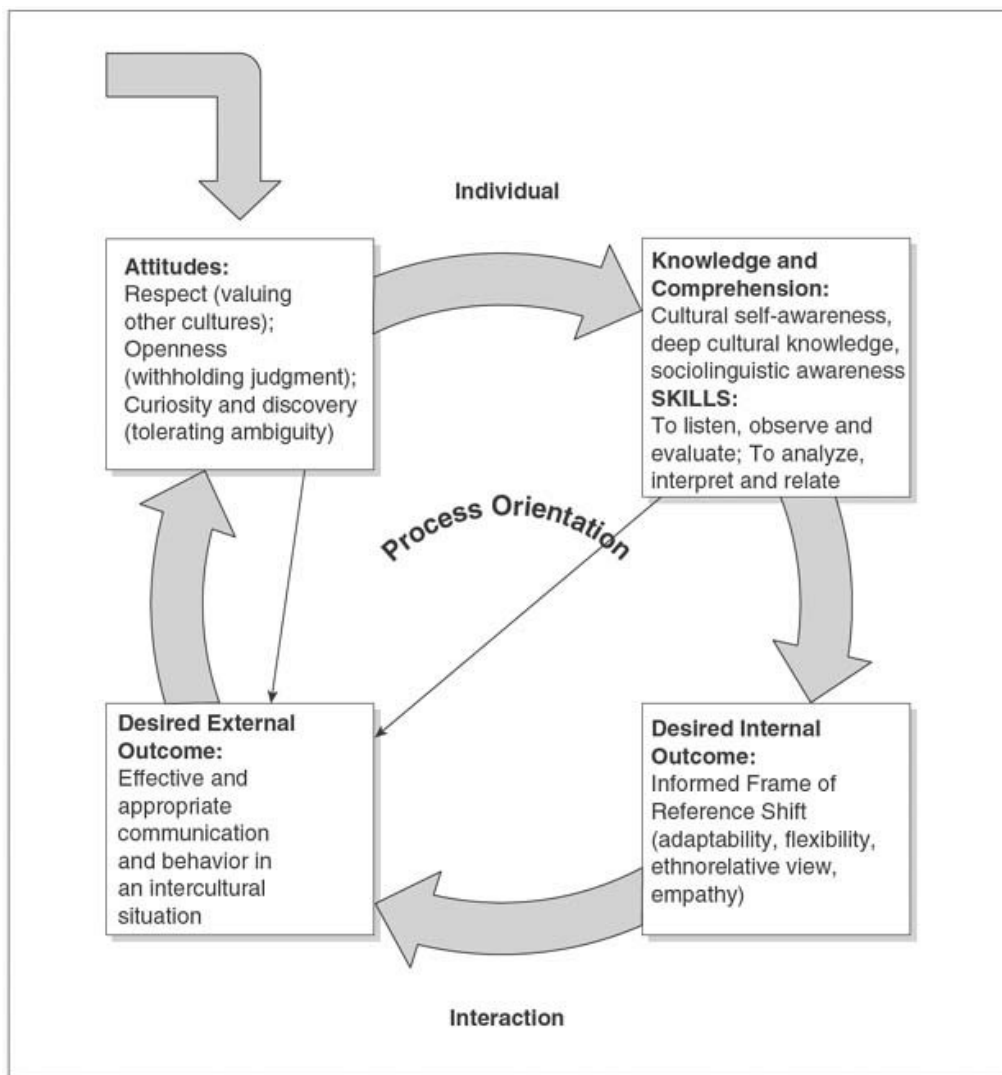 Individual
Attitudes:
Respect (valuing
other cultures);
Openness
(withholding judgment);
Curiosity and discovery
(tolerating ambiguity)
Knowledge and
Comprehension:
Cultural self-awareness,
deep cultural knowledge,
sociolinguistic awareness
SKILLS:
To listen, observe and
evaluate; To analyze,
interpret and relate
Process Orientation
Desired External
Outcome:
Effective and
appropriate
communication
and behavior in
an intercultural
situation
Desired Internal
Outcome:
Informed Frame of
Reference Shift
(adaptability, flexibility,
ethnorelative view,
empathy)
Interaction